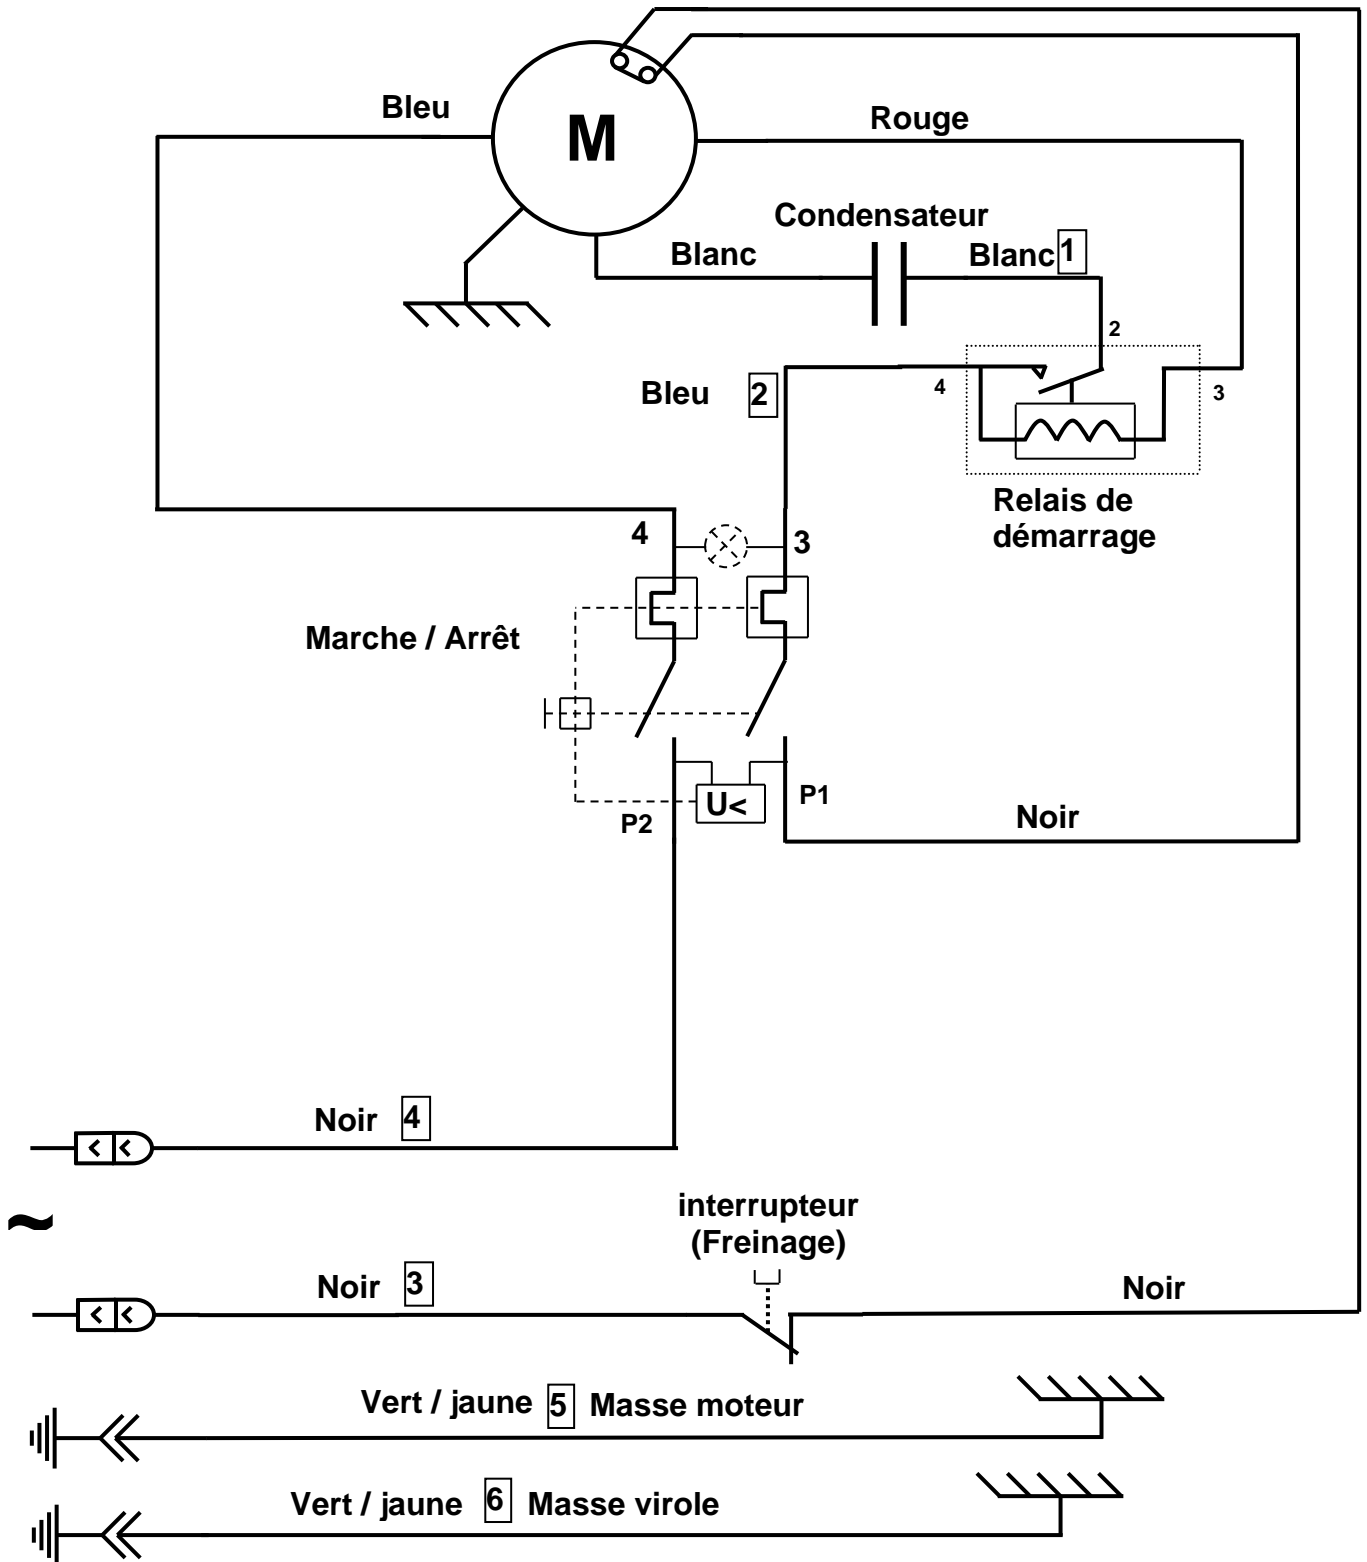 Bleu
M
Rouge
Condensateur
Blanc
Blanc 1
2
Bleu 2
4
3
Relais de
démarrage
4
3
Marche / Arrêt
U<
P1
P2
Noir
Noir 4
~
interrupteur
(Freinage)
Noir 3
Noir
Vert / jaune 5 Masse moteur
Vert / jaune 6 Masse virole